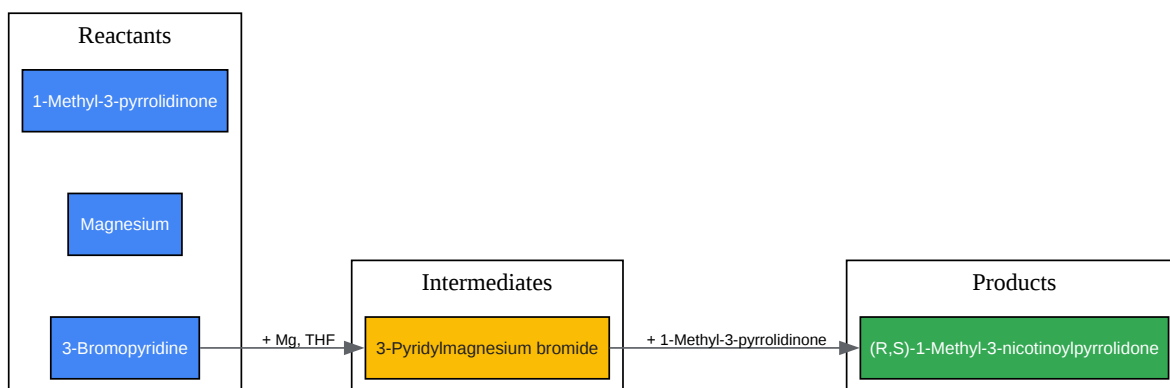 Reactants
1-Methyl-3-pyrrolidinone
Magnesium
3-Bromopyridine
+ Mg, THF
Intermediates
3-Pyridylmagnesium bromide
+ 1-Methyl-3-pyrrolidinone
Products
(R,S)-1-Methyl-3-nicotinoylpyrrolidone